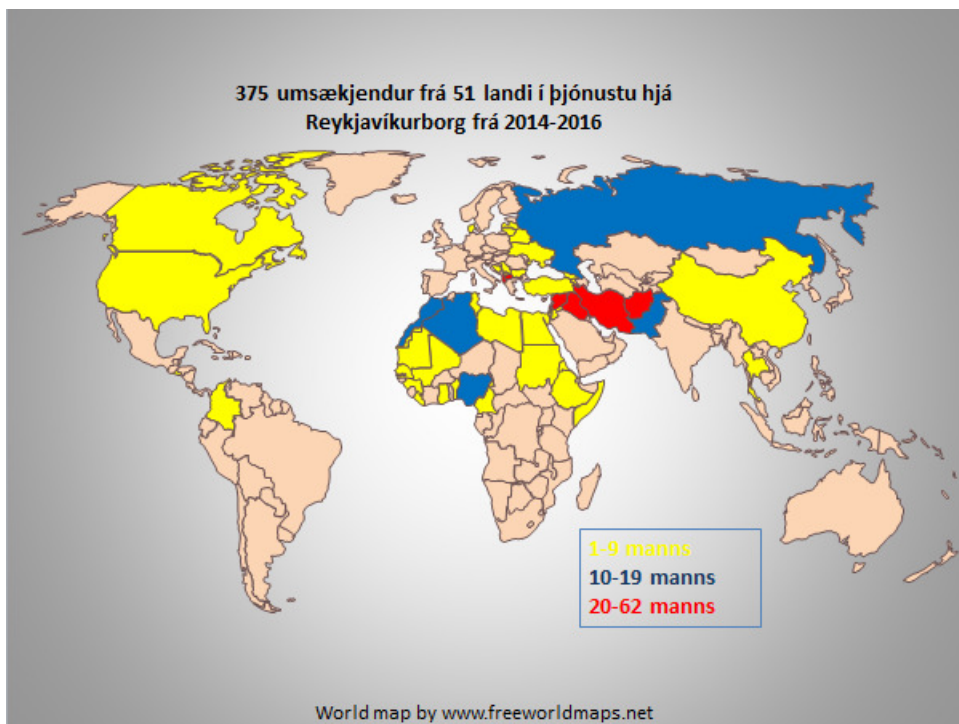 375 umsækjendur frá 51 landi í þjónustu hjá
Reykjavíkurborg frá 2014-2016
1-9 manns
10-19 manns
20-62 manns
World map by www.freeworldmaps.net